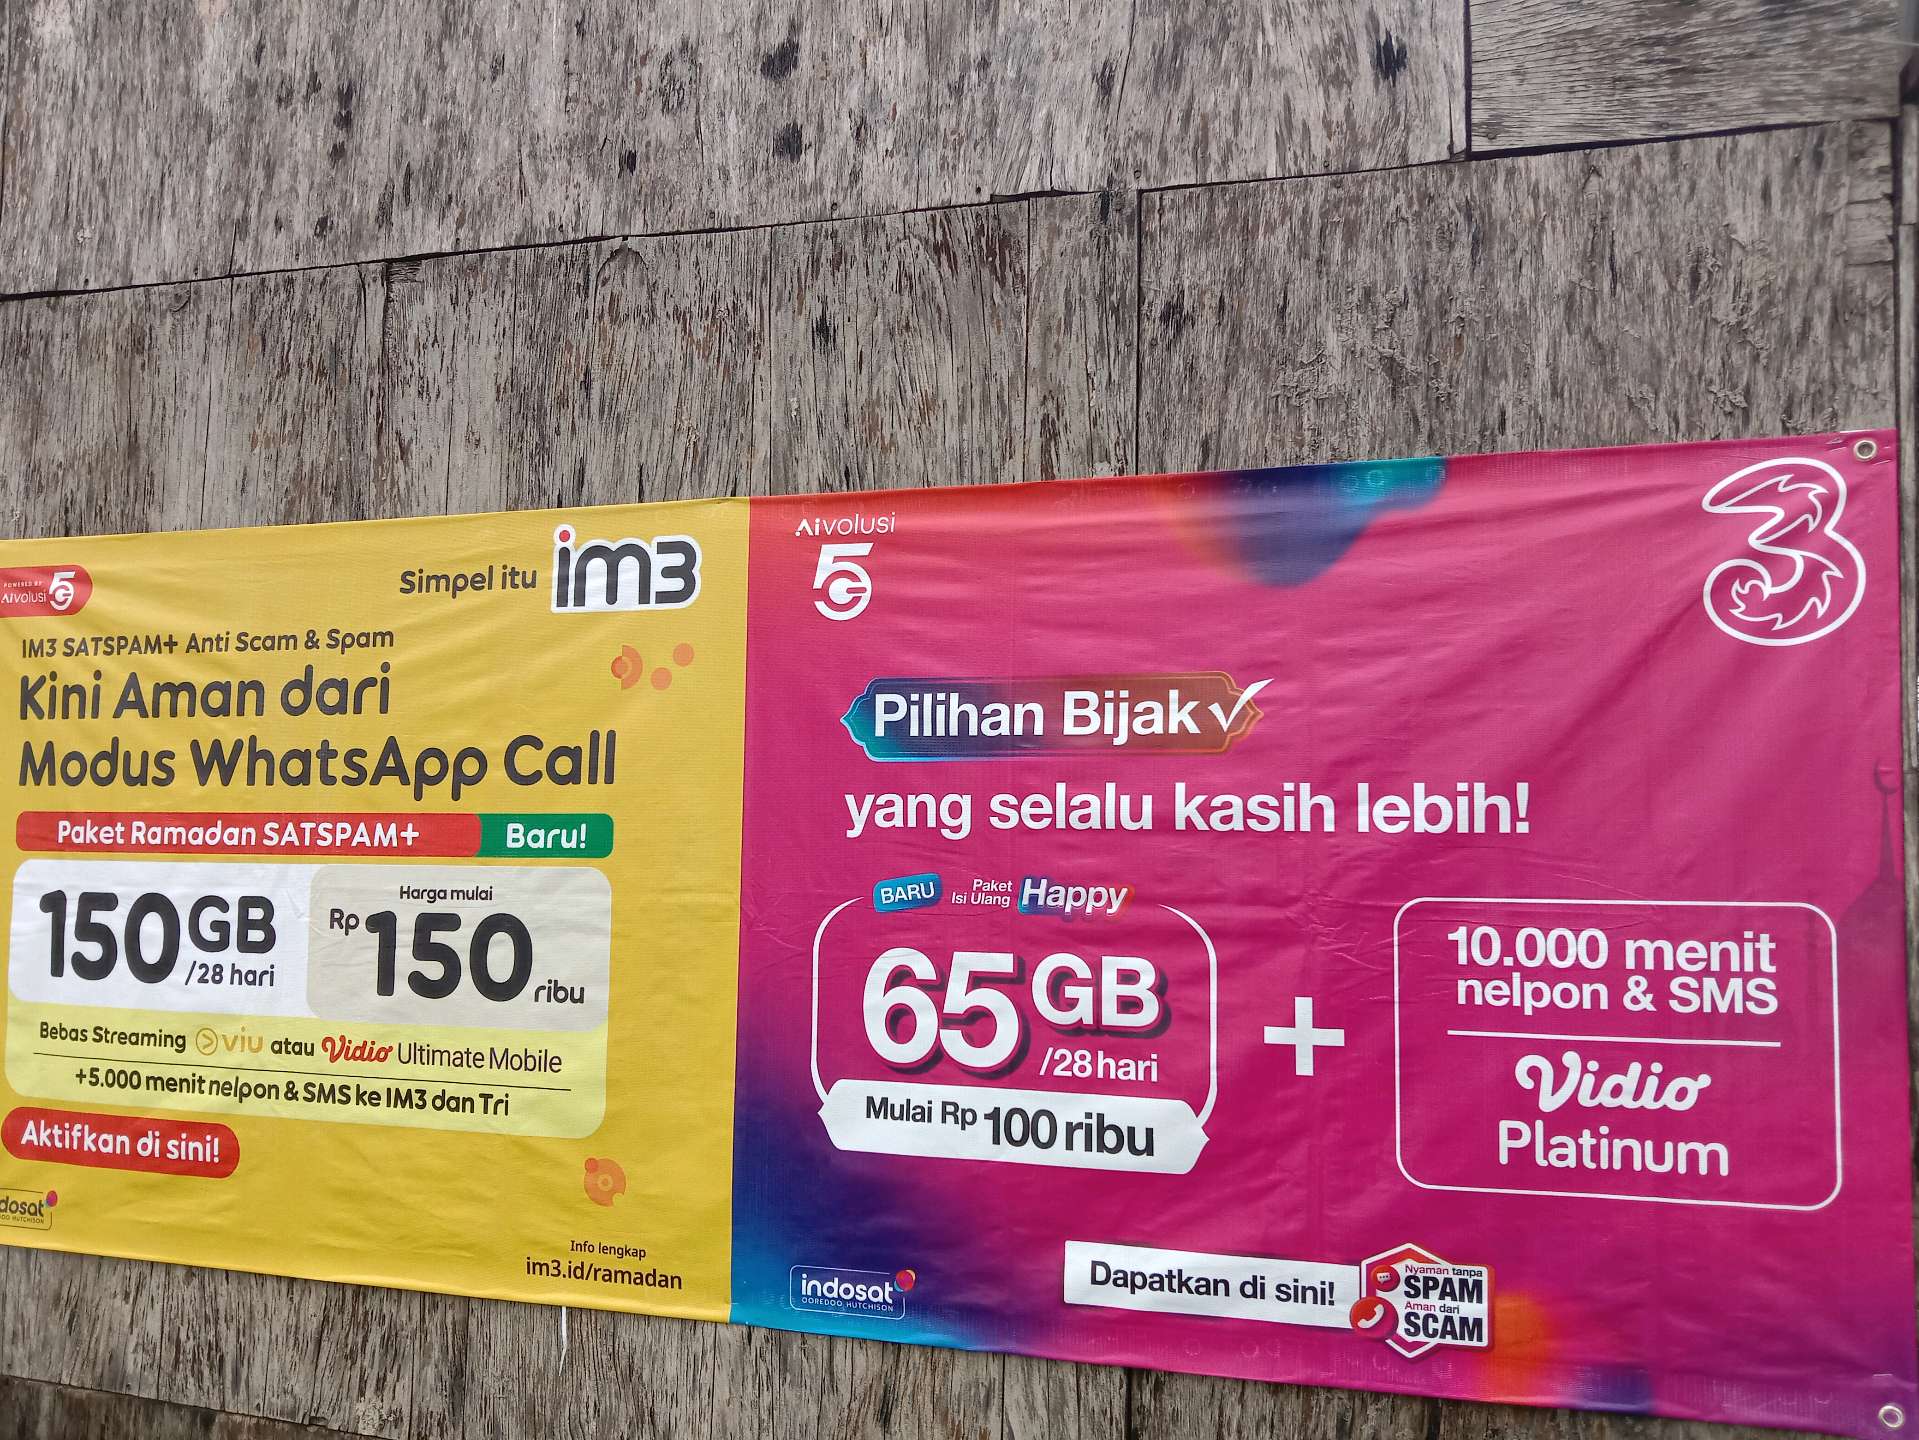 POWERED BY
AIVOLUSI 5G
Simpel itu im3
IM3 SATSPAM+ Anti Scam & Spam
Kini Aman dari
Modus WhatsApp Call
Paket Ramadan SATSPAM+ Baru!
150GB /28 hari
Harga mulai
Rp 150 ribu
Bebas Streaming viu atau Vidio Ultimate Mobile
+5.000 menit nelpon & SMS ke IM3 dan Tri
Aktifkan di sini!
dosat
OOREDOO HUTCHISON
Info lengkap
im3.id/ramadan
AIVOLUSI
5G
3
Pilihan Bijak
yang selalu kasih lebih!
BARU Paket Isi Ulang Happy
65GB
/28 hari
Mulai Rp 100 ribu
+
10.000 menit
nelpon & SMS
Vidio
Platinum
indosat
OOREDOO HUTCHISON
Dapatkan di sini!
Nyaman tanpa
SPAM
Aman dari
SCAM